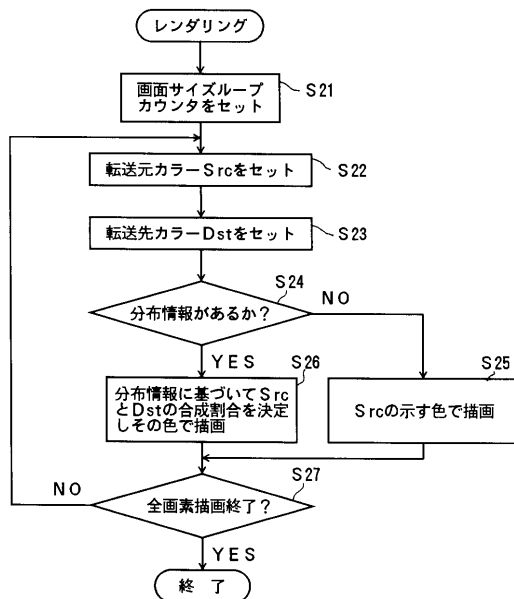 レンダリング
画面サイズループ
カウンタをセット
S21
転送元カラーSrcをセット
S22
転送先カラーDstをセット
S23
S24
分布情報があるか?
NO
YES
S26
S25
分布情報に基づいてSrc
とDstの合成割合を決定
しその色で描画
Srcの示す色で描画
S27
NO
全画素描画終了?
YES
終 了